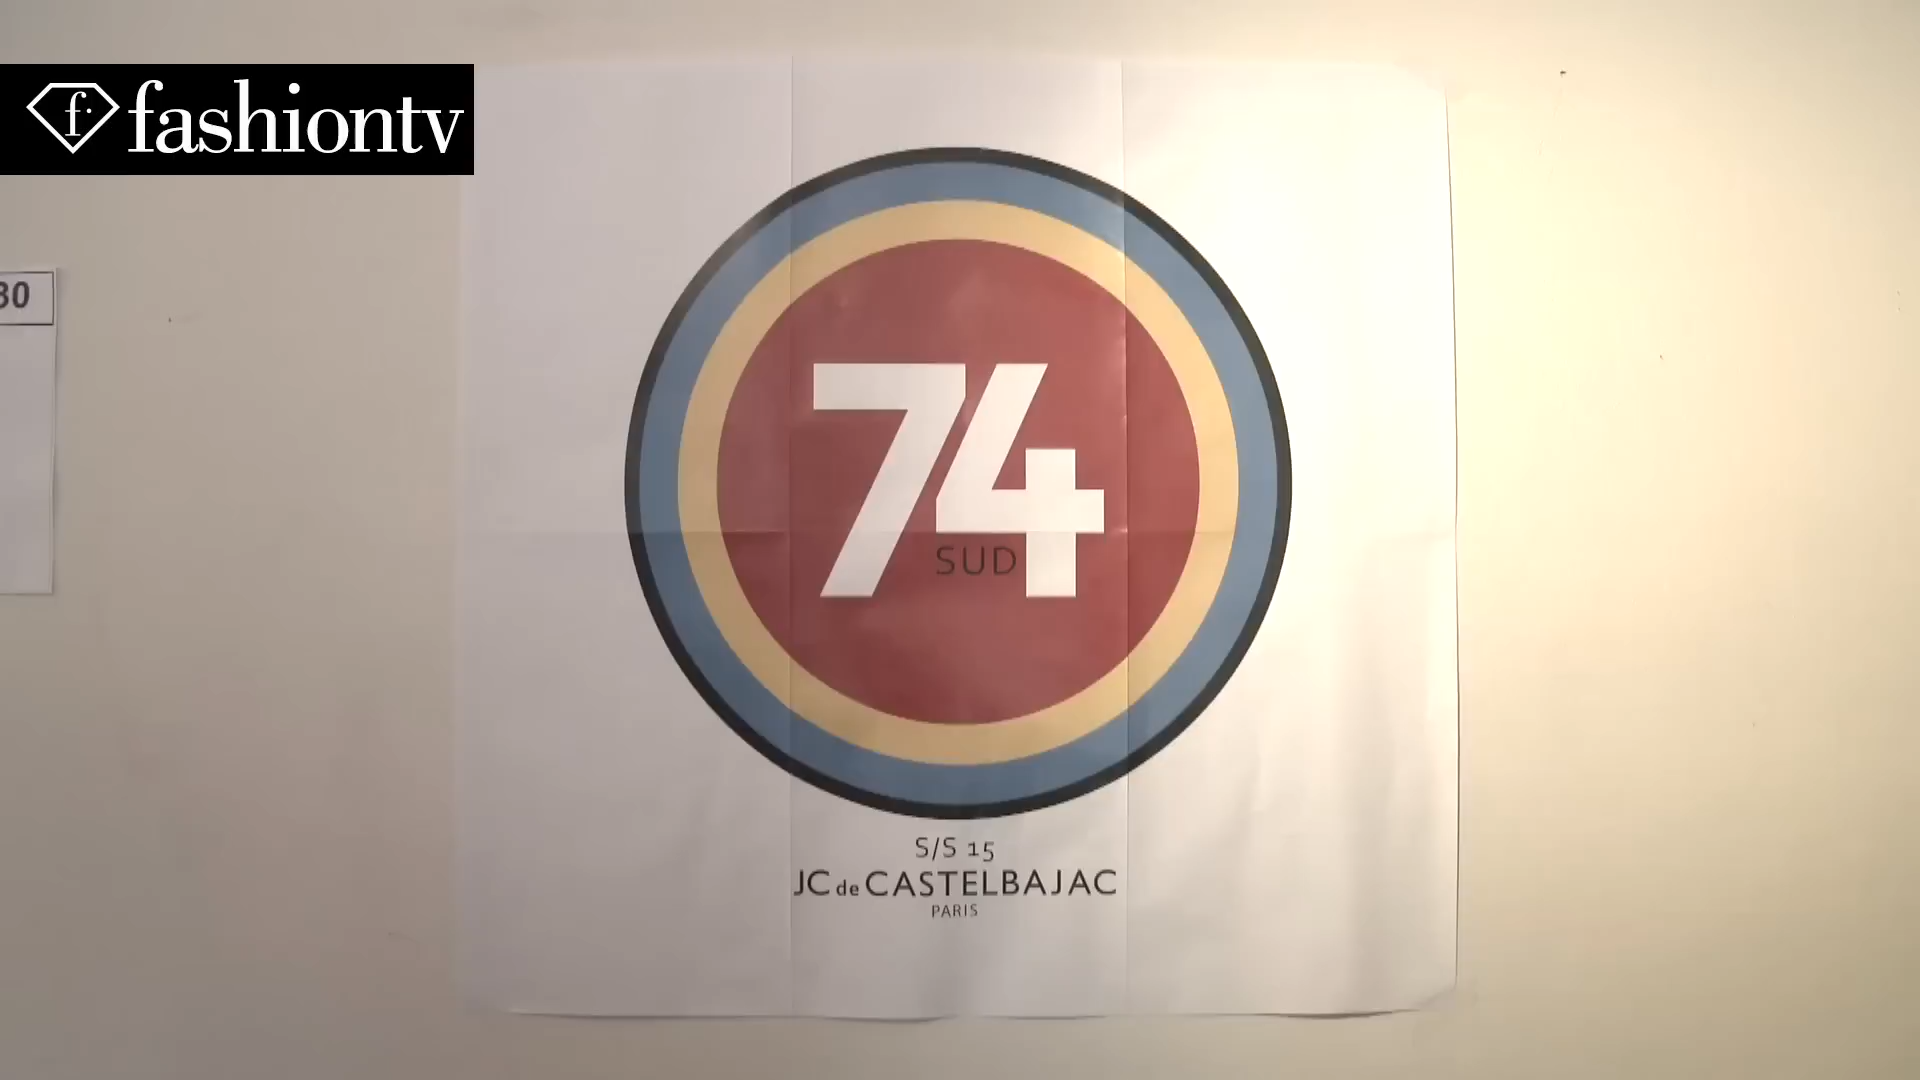 fashiontv
30
74
SUD
S/S 15
JC de CASTELBAJAC
PARIS